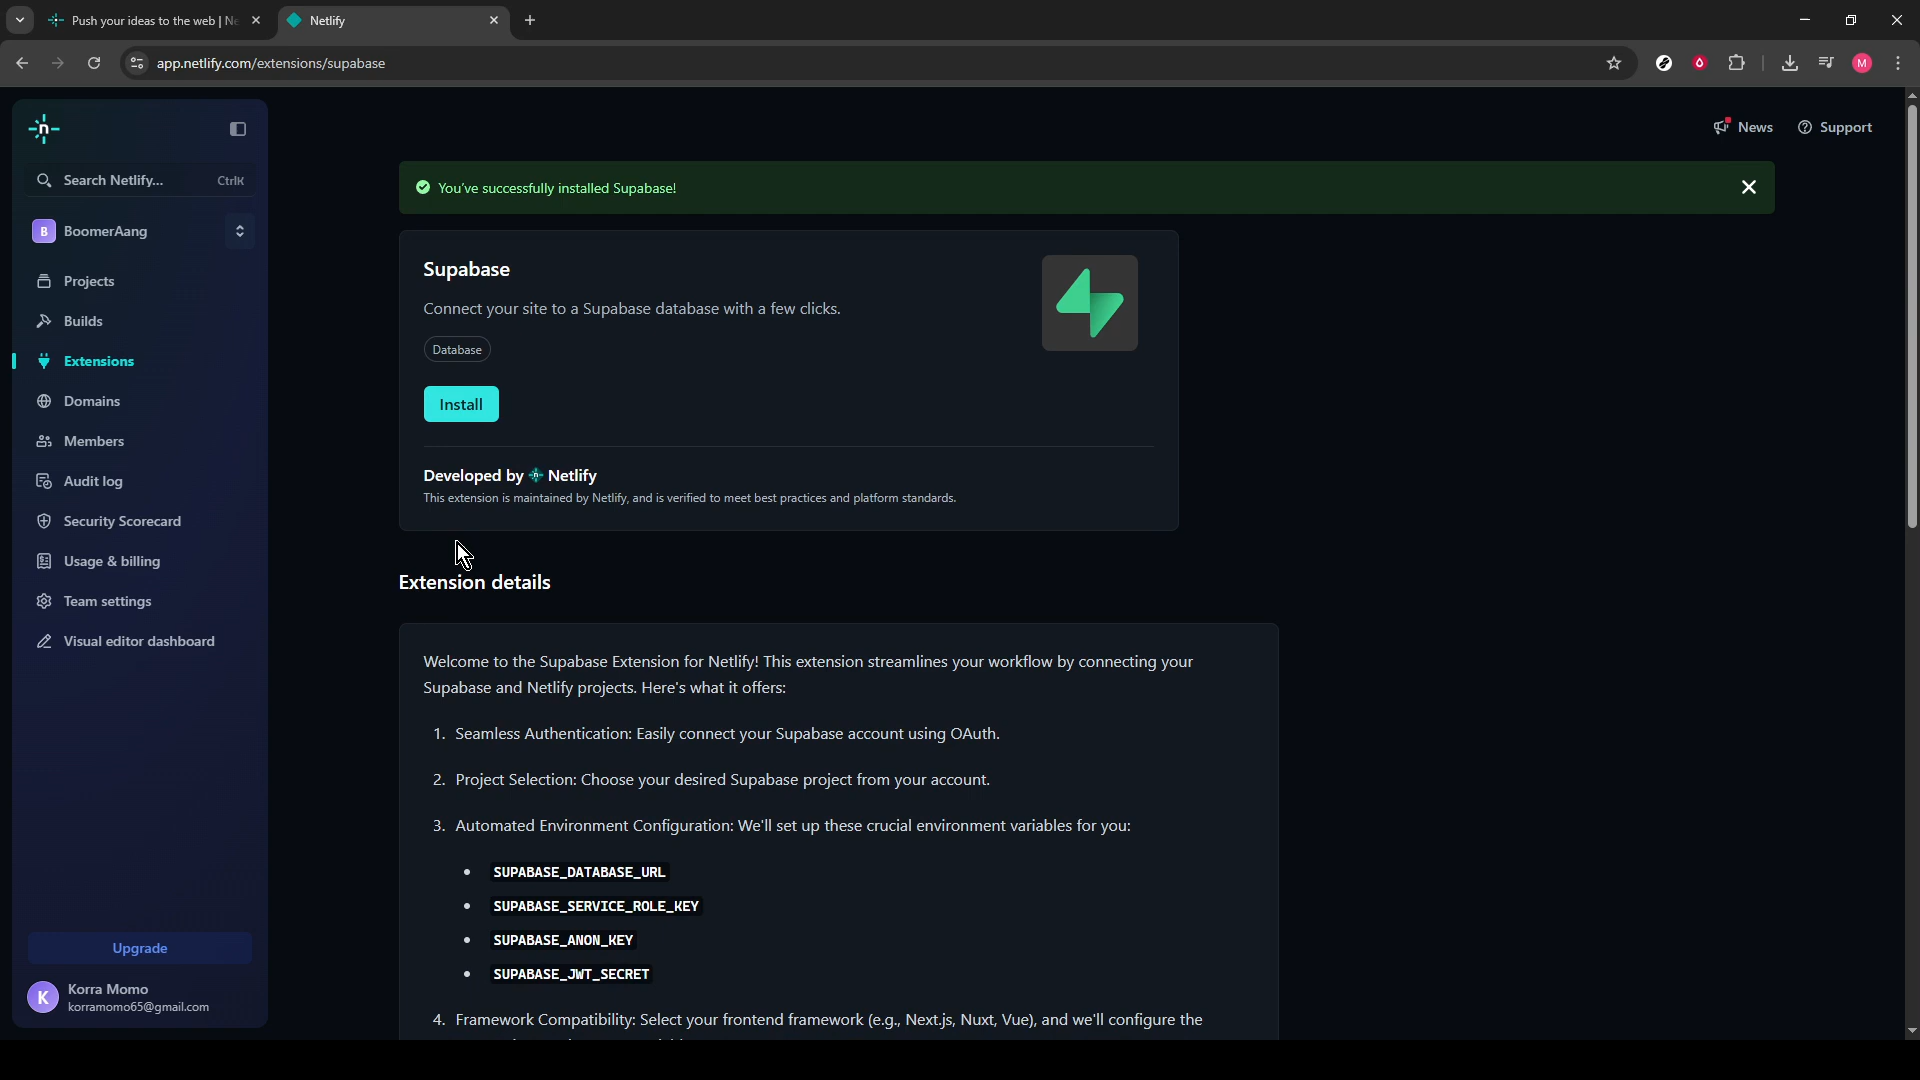 Push your ideas to the web | Ne
Netlify
app.netlify.com/extensions/supabase
M
n
News
Support
Search Netlify...
CtrlK
You've successfully installed Supabase!
B
BoomerAang
Supabase
Connect your site to a Supabase database with a few clicks.
Database
Install
Developed by Netlify
This extension is maintained by Netlify, and is verified to meet best practices and platform standards.
Projects
Builds
Extensions
Domains
Members
Audit log
Security Scorecard
Usage & billing
Team settings
Visual editor dashboard
Extension details
Welcome to the Supabase Extension for Netlify! This extension streamlines your workflow by connecting your
Supabase and Netlify projects. Here's what it offers:
1. Seamless Authentication: Easily connect your Supabase account using OAuth.
2. Project Selection: Choose your desired Supabase project from your account.
3. Automated Environment Configuration: We'll set up these crucial environment variables for you:
• SUPABASE_DATABASE_URL
• SUPABASE_SERVICE_ROLE_KEY
• SUPABASE_ANON_KEY
• SUPABASE_JWT_SECRET
4. Framework Compatibility: Select your frontend framework (e.g., Next.js, Nuxt, Vue), and we'll configure the
Upgrade
K
Korra Momo
korramomo65@gmail.com